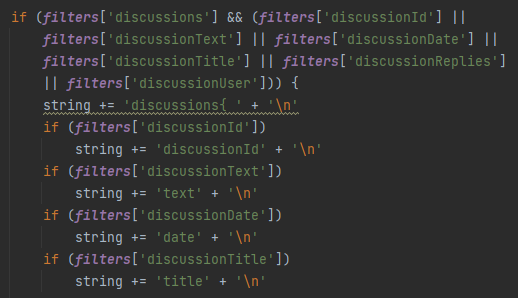 if (filters['discussions'] && (filters['discussionId'] ||
filters['discussionText'] || filters['discussionDate'] ||
filters['discussionTitle'] || filters['discussionReplies']
|| filters['discussionUser'])) {
string += 'discussions{ ' + '\n'
if (filters['discussionId'])
string += 'discussionId' + '\n'
if (filters['discussionText'])
string += 'text' + '\n'
if (filters['discussionDate'])
string += 'date' + '\n'
if (filters['discussionTitle'])
string += 'title' + '\n'